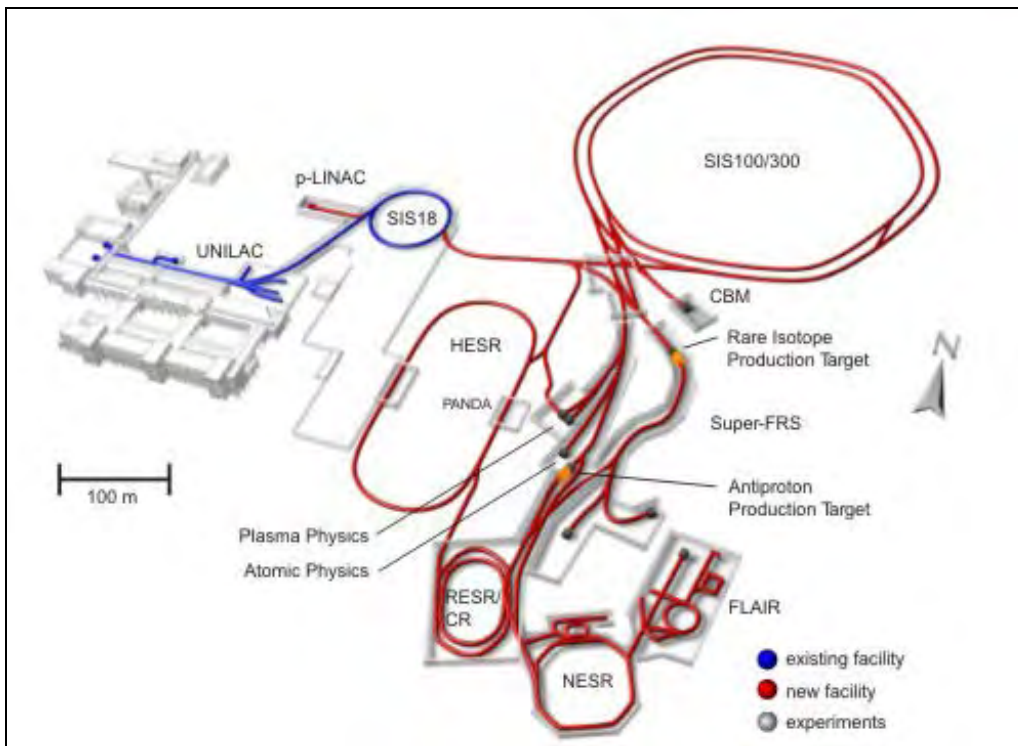 SIS100/300
p-LINAC
SIS18
UNILAC
CBM
Rare Isotope
Production Target
N
HESR
PANDA
Super-FRS
100 m
Antiproton
Production Target
Plasma Physics
Atomic Physics
RESR/
CR
FLAIR
NESR
existing facility
new facility
experiments